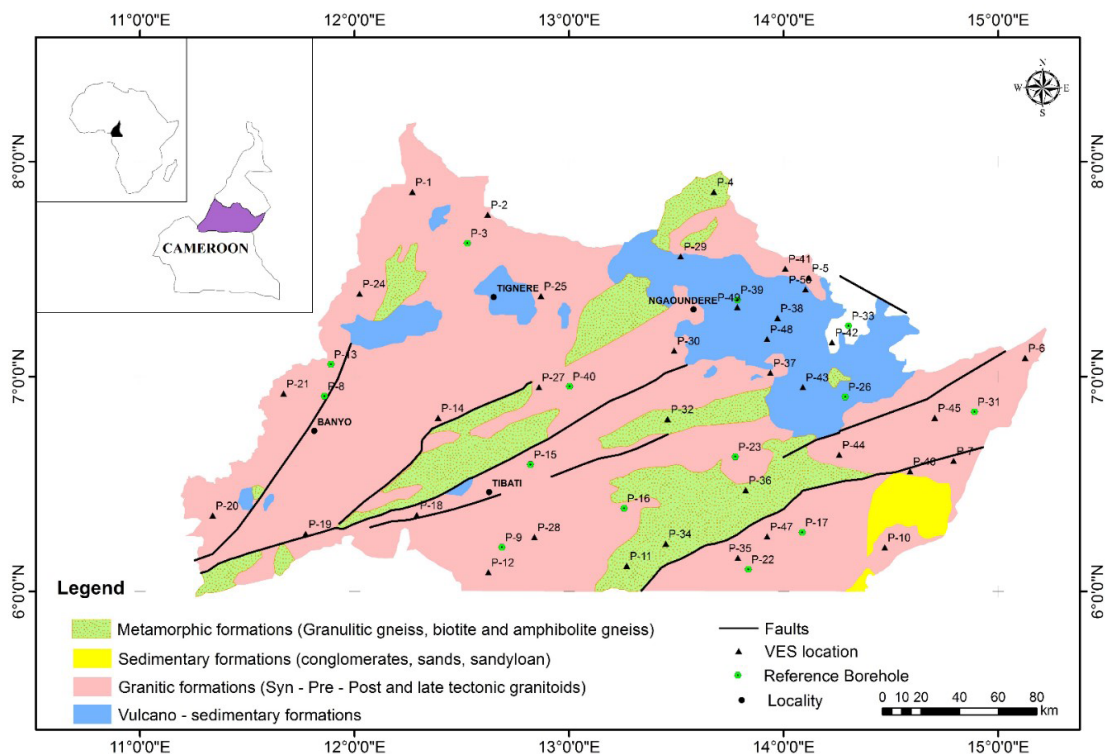 11°0'0"E 12°0'0"E 13°0'0"E 14°0'0"E 15°0'0"E
N
W E
S
8°0'0"N 8°0'0"N
P-1
P-4
P-2
P-3
CAMEROON
P-29
P-41
P-5
P-50
P-24
TIGNERE
P-25
P-39
P-49
NGAOUNDERE
P-38
P-33
P-42
P-48
P-30
P-13
P-6
7°0'0"N 7°0'0"N
P-37
P-21
P-8
P-27
P-40
P-43
P-26
P-31
P-14
P-32
P-45
BANYO
P-23
P-44
P-15
P-7
P-46
TIBATI
P-36
P-16
P-20
P-18
P-19
P-28
P-47
P-17
P-9
P-34
P-10
P-12
P-11
P-35
P-22
6°0'0"N 6°0'0"N
Legend
Metamorphic formations (Granulitic gneiss, biotite and amphibolite gneiss)
Sedimentary formations (conglomerates, sands, sandyloan)
Granitic formations (Syn - Pre - Post and late tectonic granitoids)
Vulcano - sedimentary formations
Faults
VES location
Reference Borehole
Locality
0 10 20 40 60 80
km
11°0'0"E 12°0'0"E 13°0'0"E 14°0'0"E 15°0'0"E